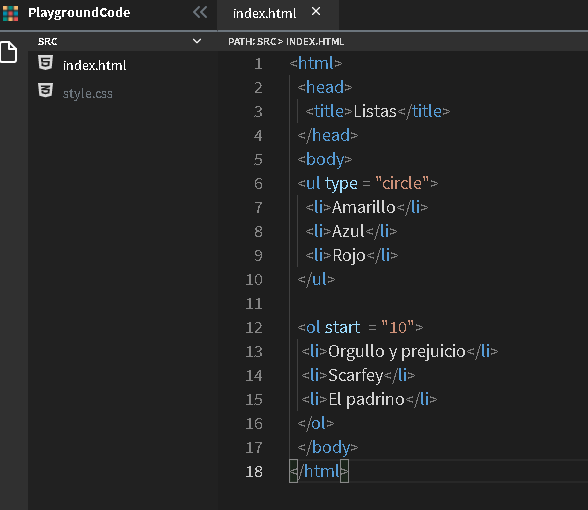 PlaygroundCode
index.html
SRC
PATH: SRC > INDEX.HTML
index.html
style.css
1 <html>
2 <head>
3 <title>Listas</title>
4 </head>
5 <body>
6 <ul type = "circle">
7 <li>Amarillo</li>
8 <li>Azul</li>
9 <li>Rojo</li>
10 </ul>
11
12 <ol start  = "10">
13 <li>Orgullo y prejuicio</li>
14 <li>Scarfey</li>
15 <li>El padrino</li>
16 </ol>
17 </body>
18 </html>